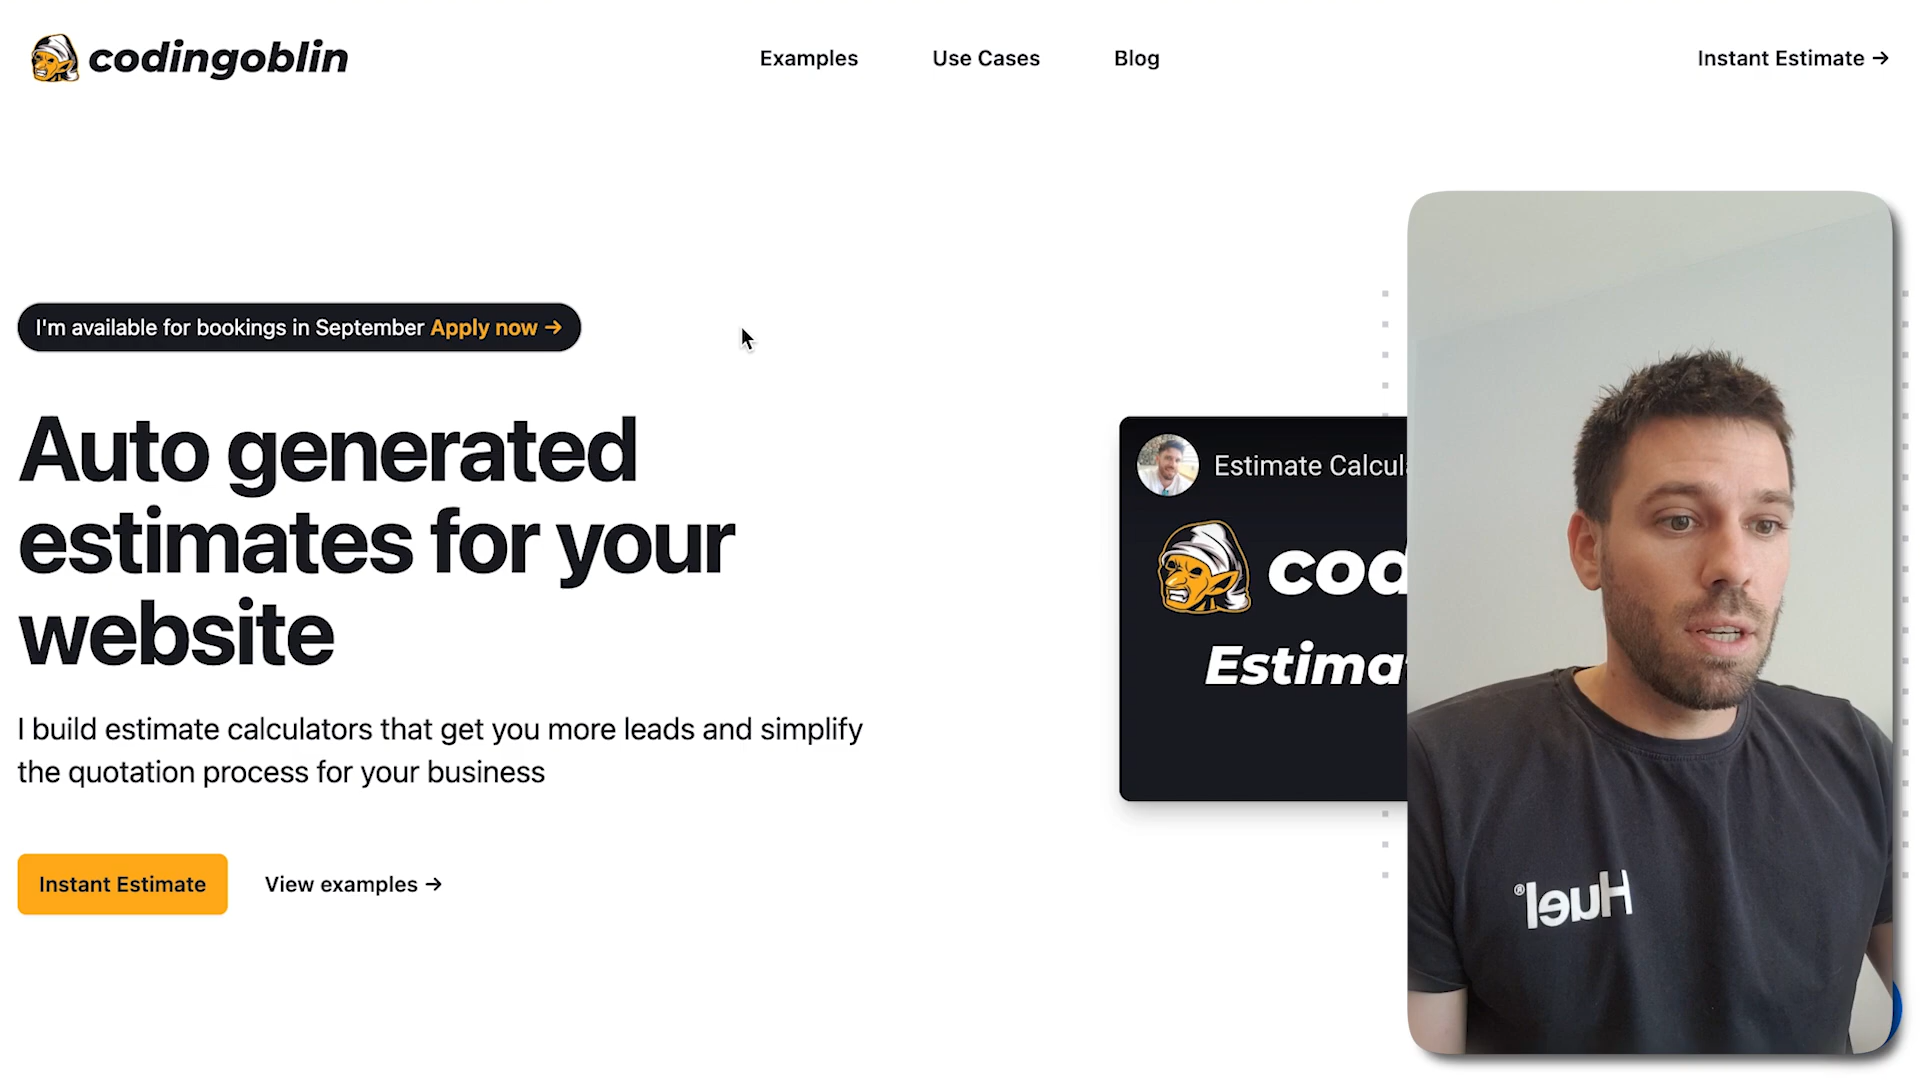 codingoblin
Examples
Use Cases
Blog
Instant Estimate →
I'm available for bookings in September Apply now →
Auto generated
estimates for your
website
I build estimate calculators that get you more leads and simplify
the quotation process for your business
Instant Estimate
View examples →
Estimate Calcul
cod
Estima
Huel®